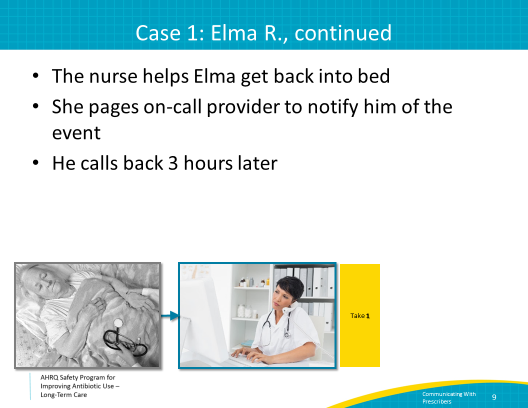 Case 1: Elma R., continued
• The nurse helps Elma get back into bed
• She pages on-call provider to notify him of the
event
• He calls back 3 hours later
Take 1
AHRQ Safety Program for
Improving Antibiotic Use –
Long-Term Care
Communicating With
Prescribers
9